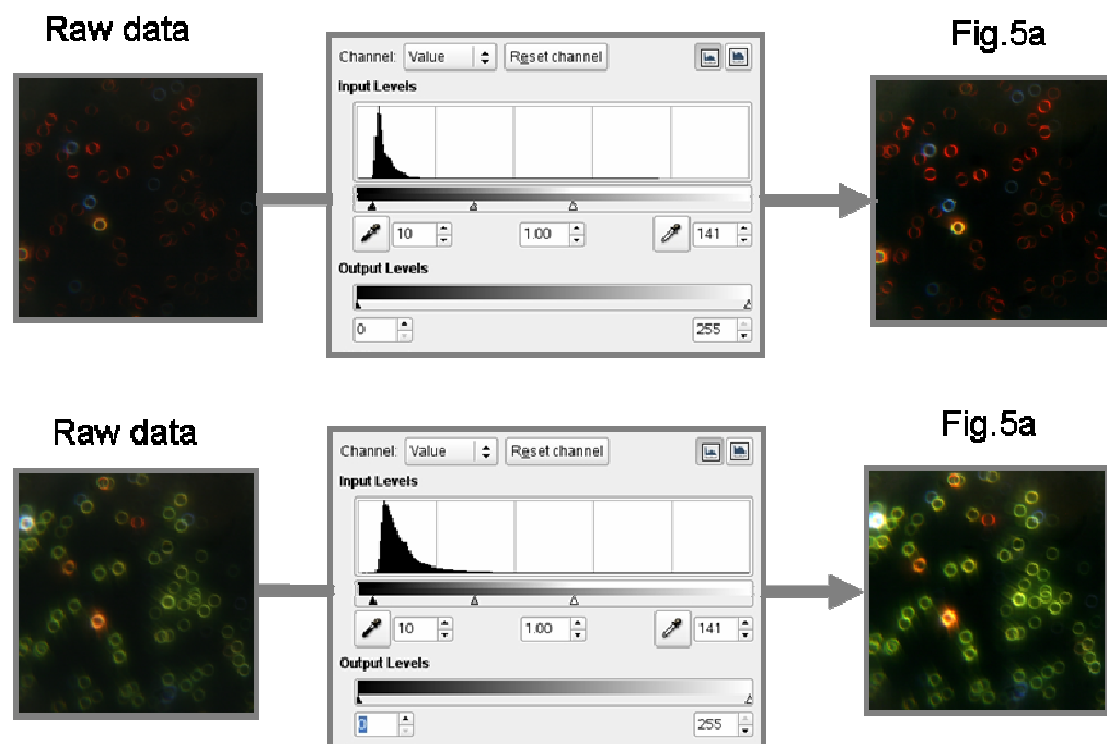 Raw data
Fig.5a
Channel: Value Reset channel
Input Levels
10 1.00 141
Output Levels
0 255
Raw data
Fig.5a
Channel: Value Reset channel
Input Levels
10 1.00 141
Output Levels
0 255